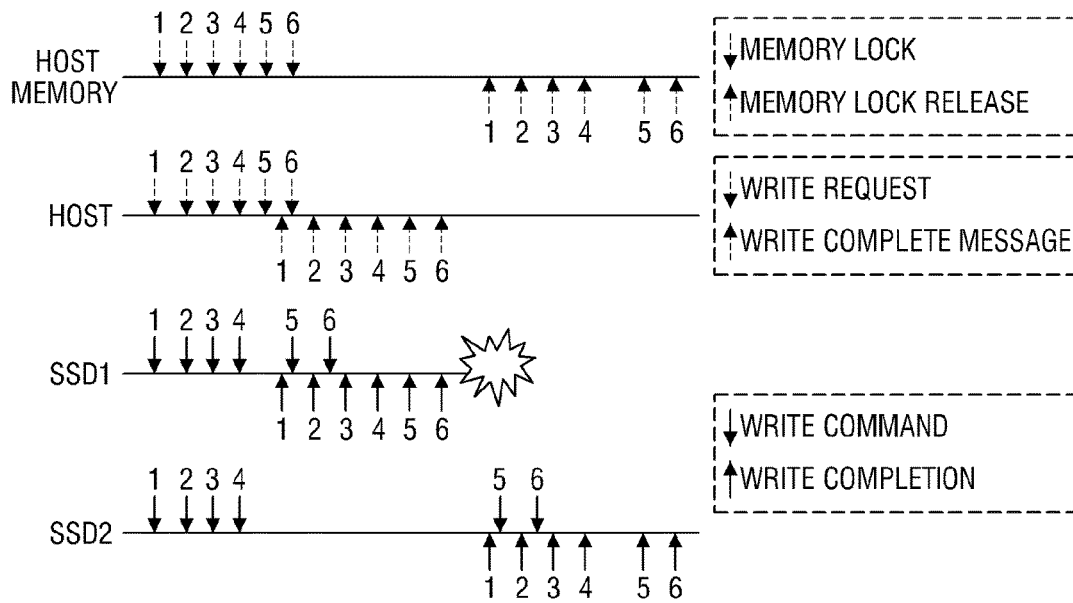 1 2 3 4 5 6
HOST
MEMORY
1 2 3 4 5 6
MEMORY LOCK
MEMORY LOCK RELEASE
1 2 3 4 5 6
HOST
1 2 3 4 5 6
WRITE REQUEST
WRITE COMPLETE MESSAGE
1 2 3 4 5 6
SSD1
1 2 3 4 5 6
WRITE COMMAND
WRITE COMPLETION
1 2 3 4 5 6
SSD2
1 2 3 4 5 6